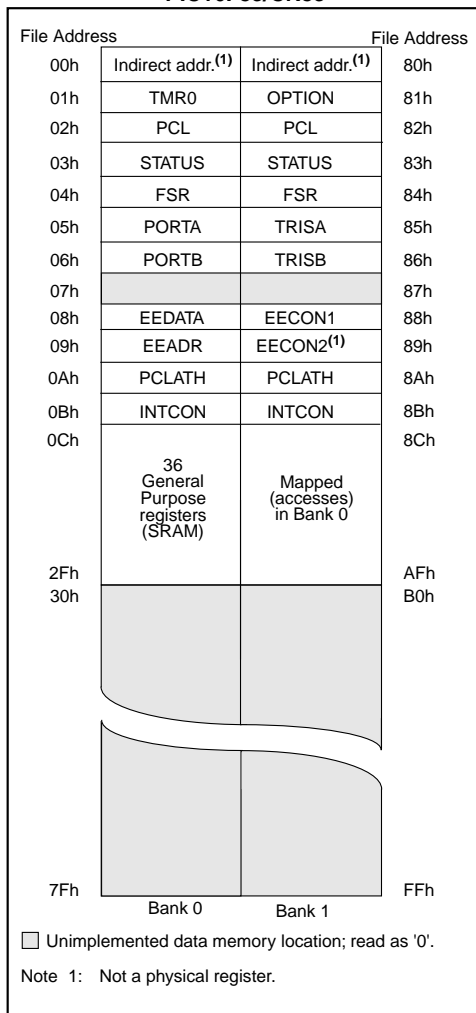 File Address File Address
00h Indirect addr.(1) Indirect addr.(1) 80h
01h TMR0 OPTION 81h
02h PCL PCL 82h
03h STATUS STATUS 83h
04h FSR FSR 84h
05h PORTA TRISA 85h
06h PORTB TRISB 86h
07h 87h
08h EEDATA EECON1 88h
09h EEADR EECON2(1) 89h
0Ah PCLATH PCLATH 8Ah
0Bh INTCON INTCON 8Bh
0Ch 8Ch
36
General
Purpose
registers
(SRAM)
Mapped
(accesses)
in Bank 0
2Fh AFh
30h B0h
7Fh FFh
Bank 0 Bank 1
Unimplemented data memory location; read as '0'.
Note 1: Not a physical register.